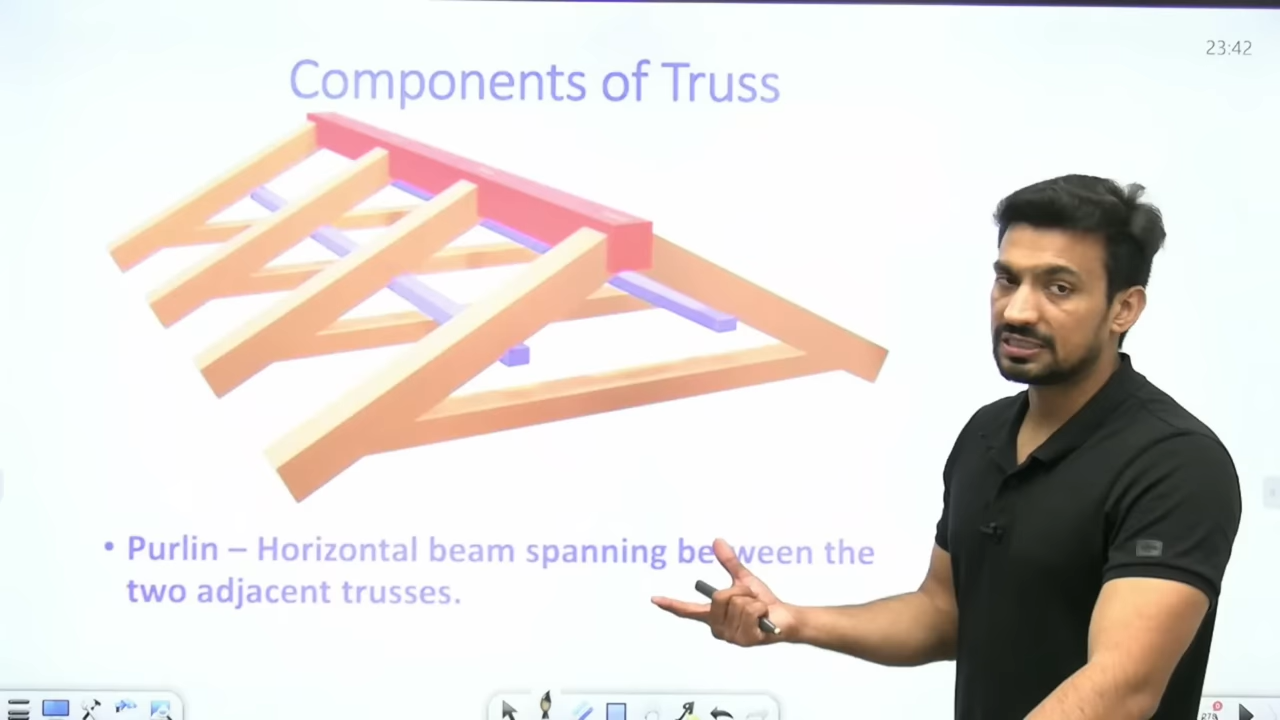 23:42
Components of Truss
• Purlin – Horizontal beam spanning between the
two adjacent trusses.